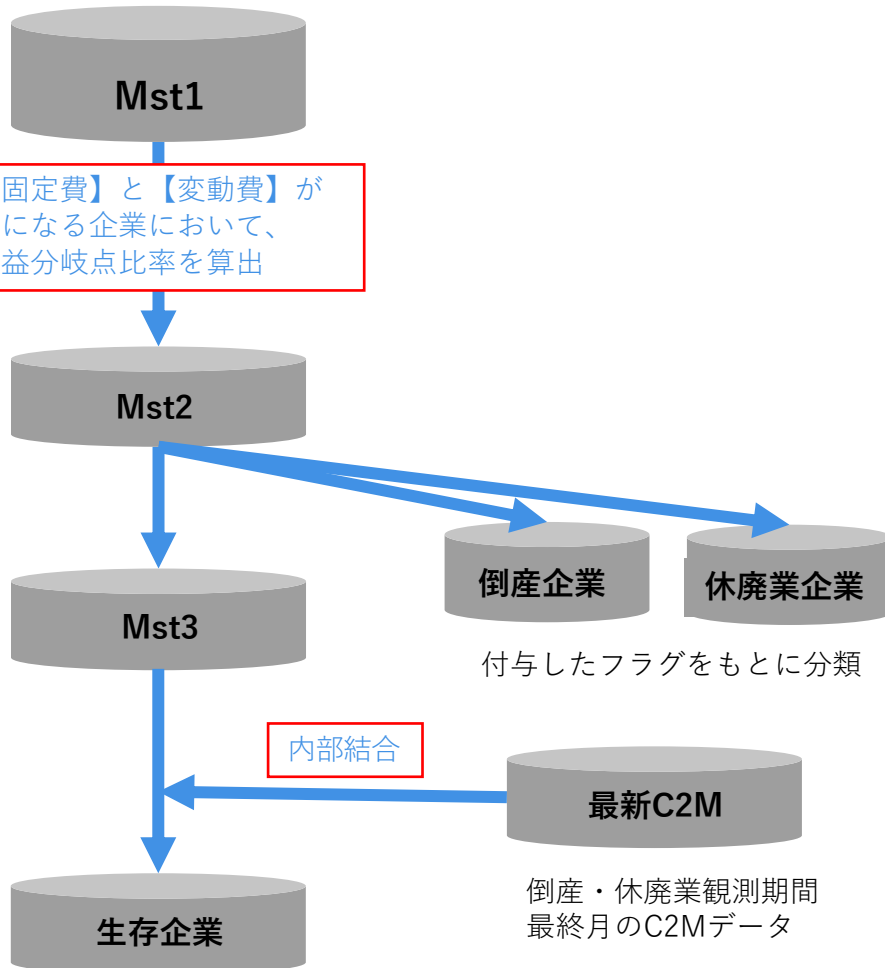 Mst1
固定費】と【変動費】が
になる企業において、
益分岐点比率を算出
Mst2
倒産企業
休廃業企業
Mst3
付与したフラグをもとに分類
内部結合
最新C2M
倒産・休廃業観測期間
最終月のC2Mデータ
生存企業